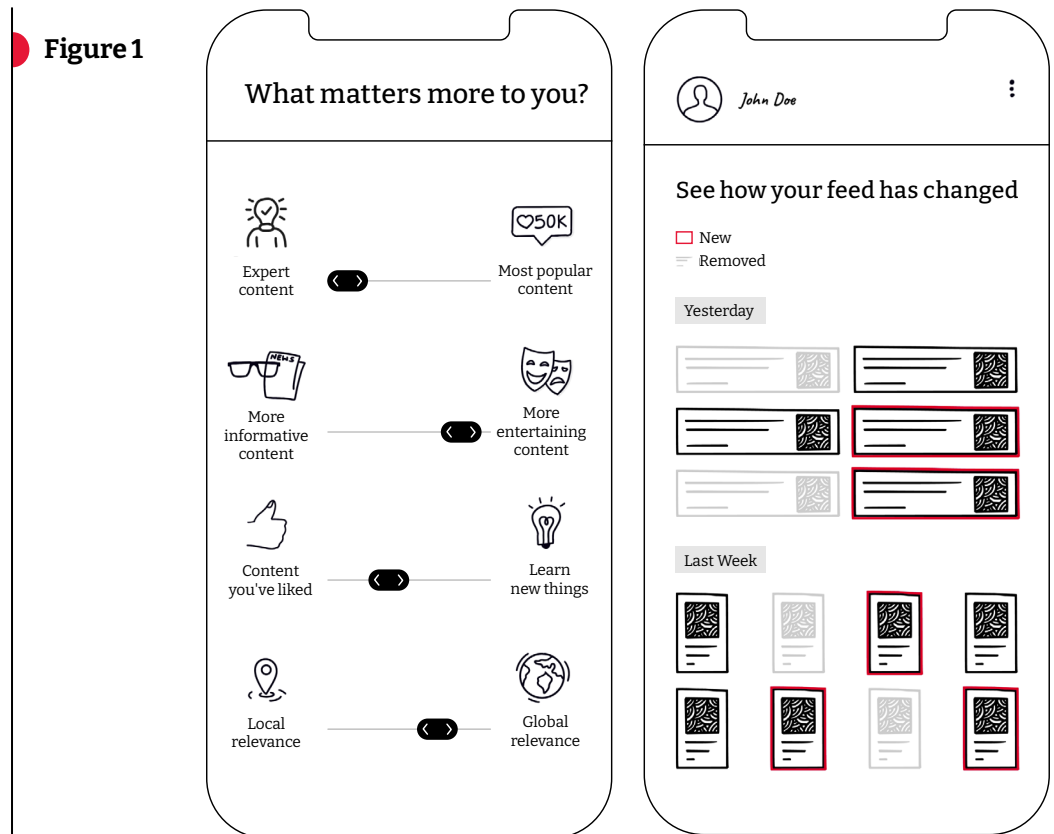 Figure 1
What matters more to you?
50K
Expert
content
Most popular
content
NEWS
More
informative
content
More
entertaining
content
Content
you've liked
Learn
new things
Local
relevance
Global
relevance
John Doe
See how your feed has changed
New
Removed
Yesterday
Last Week